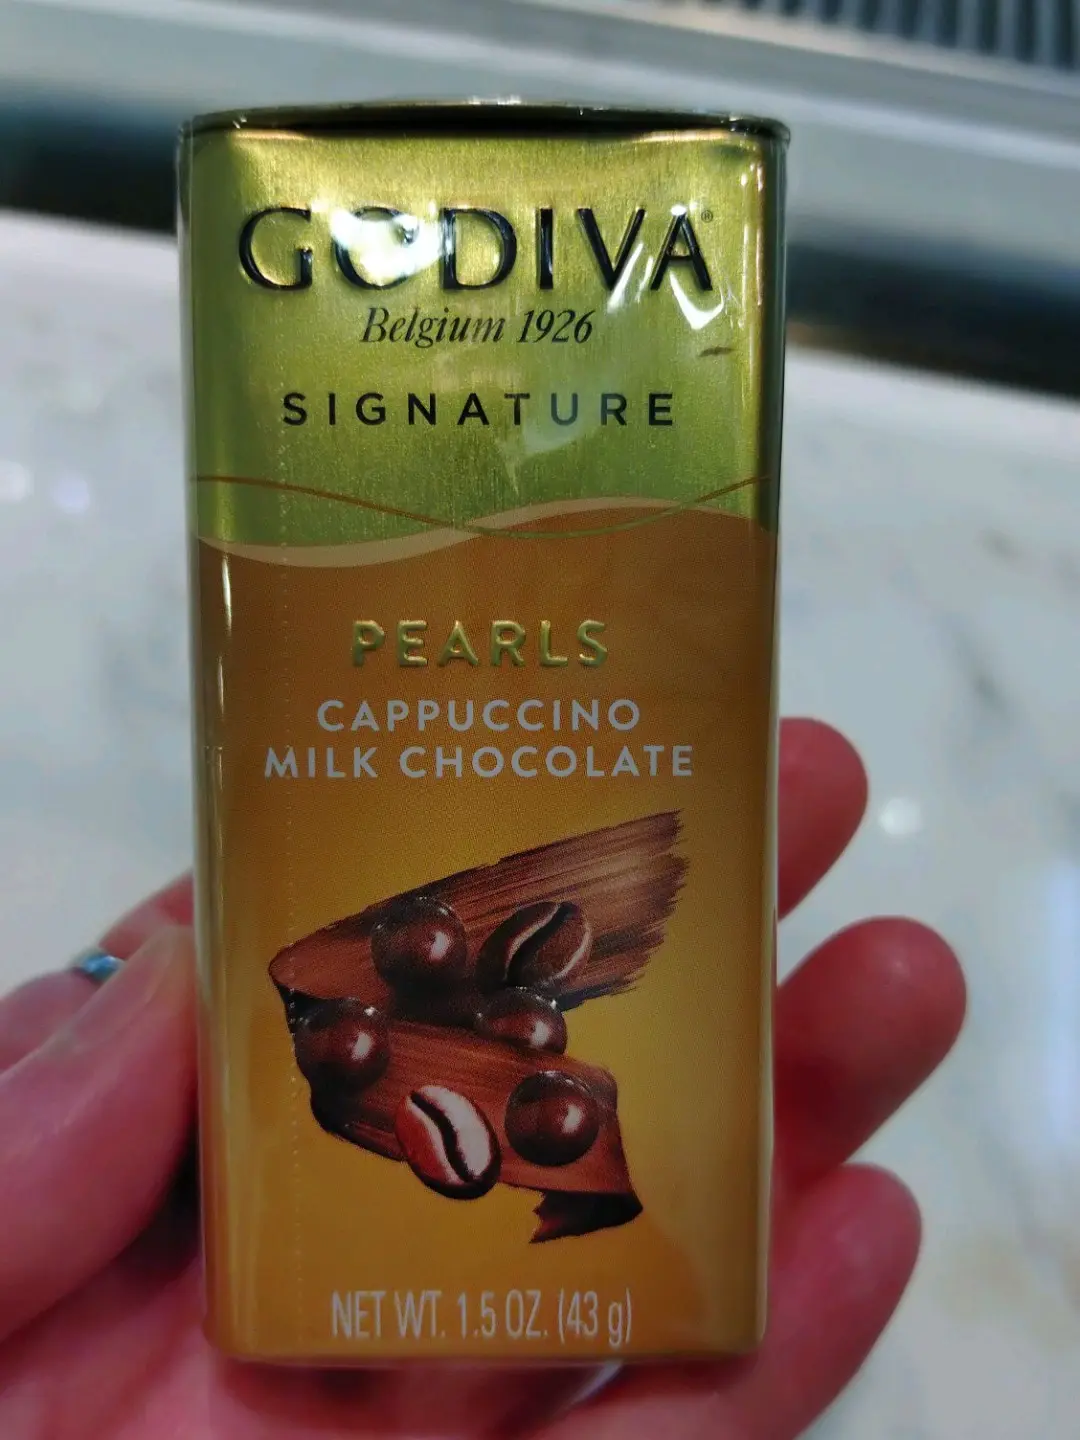 GODIVA®
Belgium 1926
SIGNATURE
PEARLS
CAPPUCCINO
MILK CHOCOLATE
NET WT. 1.5 OZ. (43 g)